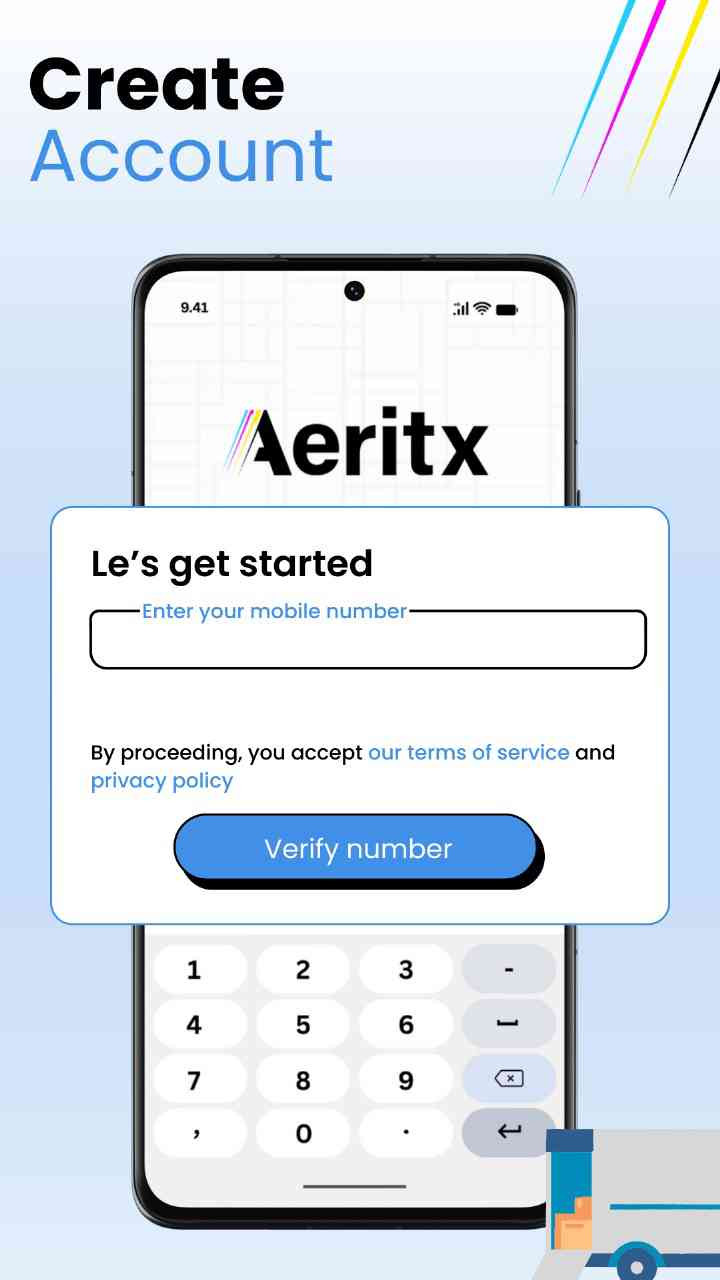 Create
Account
9.41
Aeritx
Le’s get started
Enter your mobile number
By proceeding, you accept our terms of service and
privacy policy
Verify number
1 2 3 -
4 5 6
7 8 9
, 0 .